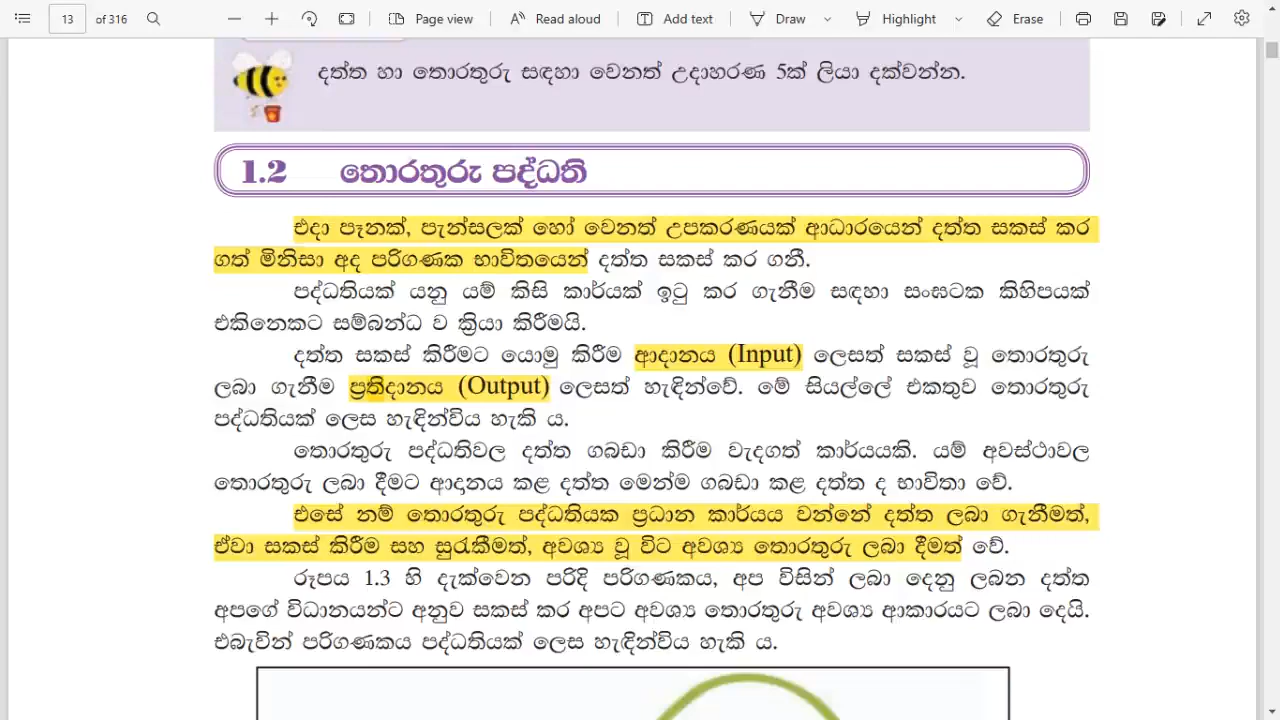 13 of 316 Page view Read aloud Add text Draw Highlight Erase
දත්ත හා තොරතුරු සඳහා වෙනත් උදාහරණ 5ක් ලියා දක්වන්න.
1.2 තොරතුරු පද්ධති
එදා පෑනක්, පැන්සලක් හෝ වෙනත් උපකරණයක් ආධාරයෙන් දත්ත සකස් කර
ගත් මිනිසා අද පරිගණක භාවිතයෙන් දත්ත සකස් කර ගනී.
පද්ධතියක් යනු යම් කිසි කාර්යක් ඉටු කර ගැනීම සඳහා සංඝටක කිහිපයක්
එකිනෙකට සම්බන්ධ ව ක්‍රියා කිරීමයි.
දත්ත සකස් කිරීමට යොමු කිරීම ආදානය (Input) ලෙසත් සකස් වූ තොරතුරු
ලබා ගැනීම ප්‍රතිදානය (Output) ලෙසත් හැඳින්වේ. මේ සියල්ලේ එකතුව තොරතුරු
පද්ධතියක් ලෙස හැඳින්විය හැකි ය.
තොරතුරු පද්ධතිවල දත්ත ගබඩා කිරීම වැදගත් කාර්යයකි. යම් අවස්ථාවල
තොරතුරු ලබා දීමට ආදානය කළ දත්ත මෙන්ම ගබඩා කළ දත්ත ද භාවිතා වේ.
එසේ නම් තොරතුරු පද්ධතියක ප්‍රධාන කාර්යය වන්නේ දත්ත ලබා ගැනීමත්,
ඒවා සකස් කිරීම සහ සුරැකීමත්, අවශ්‍ය වූ විට අවශ්‍ය තොරතුරු ලබා දීමත් වේ.
රූපය 1.3 හි දැක්වෙන පරිදි පරිගණකය, අප විසින් ලබා දෙනු ලබන දත්ත
අපගේ විධානයන්ට අනුව සකස් කර අපට අවශ්‍ය තොරතුරු අවශ්‍ය ආකාරයට ලබා දෙයි.
එබැවින් පරිගණකය පද්ධතියක් ලෙස හැඳින්විය හැකි ය.